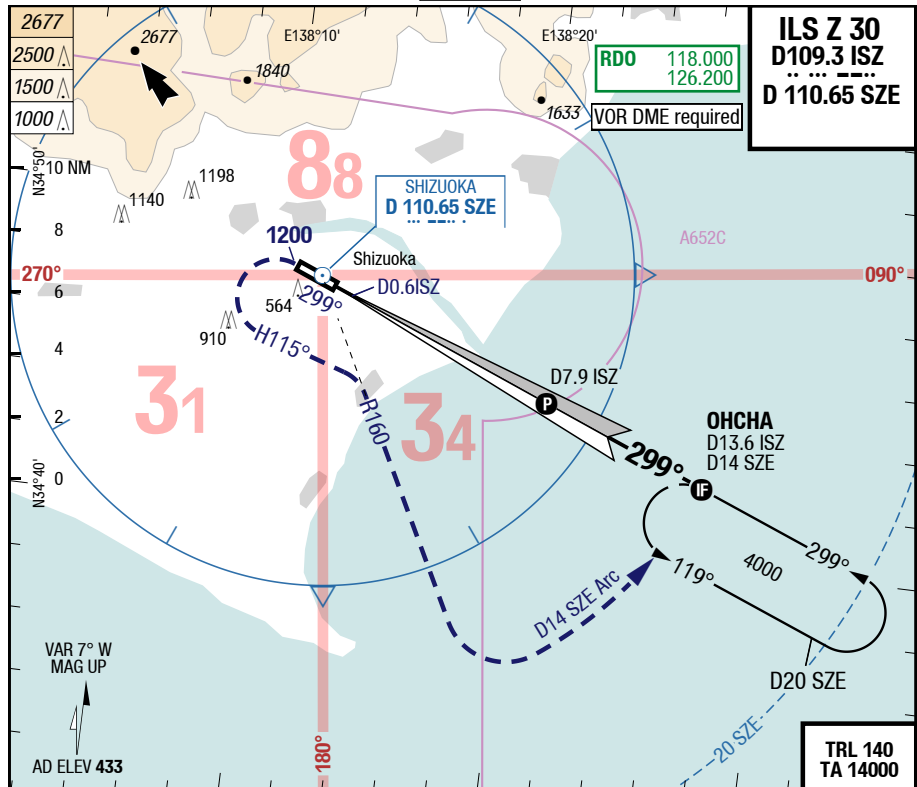 2677
2500
1500
1000
2677
1840
E138°10'
E138°20'
1633
RDO 118.000
126.200
VOR DME required
ILS Z 30
D109.3 ISZ
D 110.65 SZE
N34°50'
10 NM
8
6
4
2
0
N34°40'
1198
1140
88
SHIZUOKA
D 110.65 SZE
1200
Shizuoka
A652C
270°
090°
D0.6ISZ
564
299°
910
H115°
31
34
R160
D7.9 ISZ
P
OHCHA
D13.6 ISZ
D14 SZE
299°
IF
299°
4000
119°
D14 SZE Arc
D20 SZE
20 SZE
180°
VAR 7° W
MAG UP
AD ELEV 433
TRL 140
TA 14000